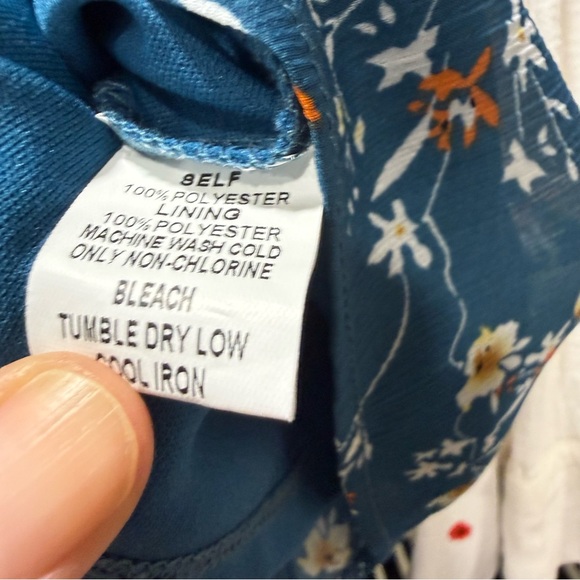 SELF
100% POLYESTER
LINING
100% POLYESTER
MACHINE WASH COLD
ONLY NON-CHLORINE
BLEACH
TUMBLE DRY LOW
COOL IRON